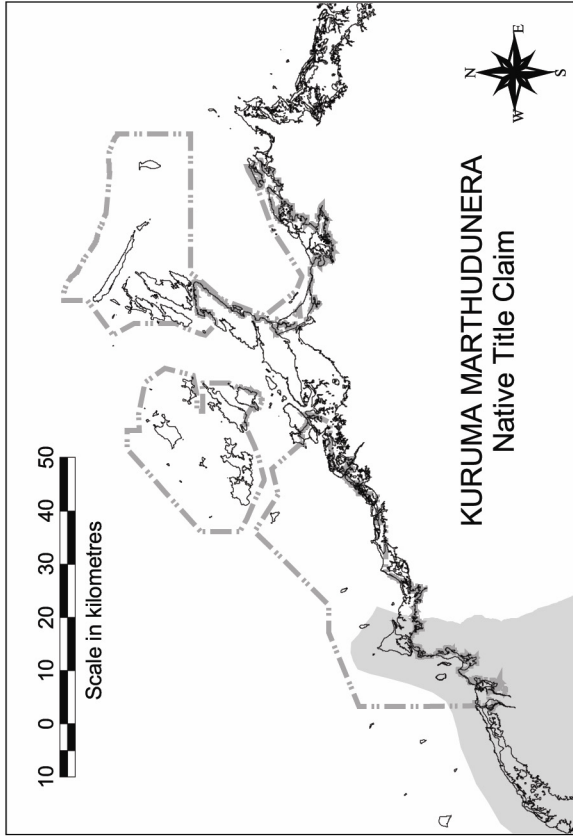 10 0 10 20 30 40 50
Scale in kilometres
KURUMA MARTHUDUNERA
Native Title Claim
N
W E
S